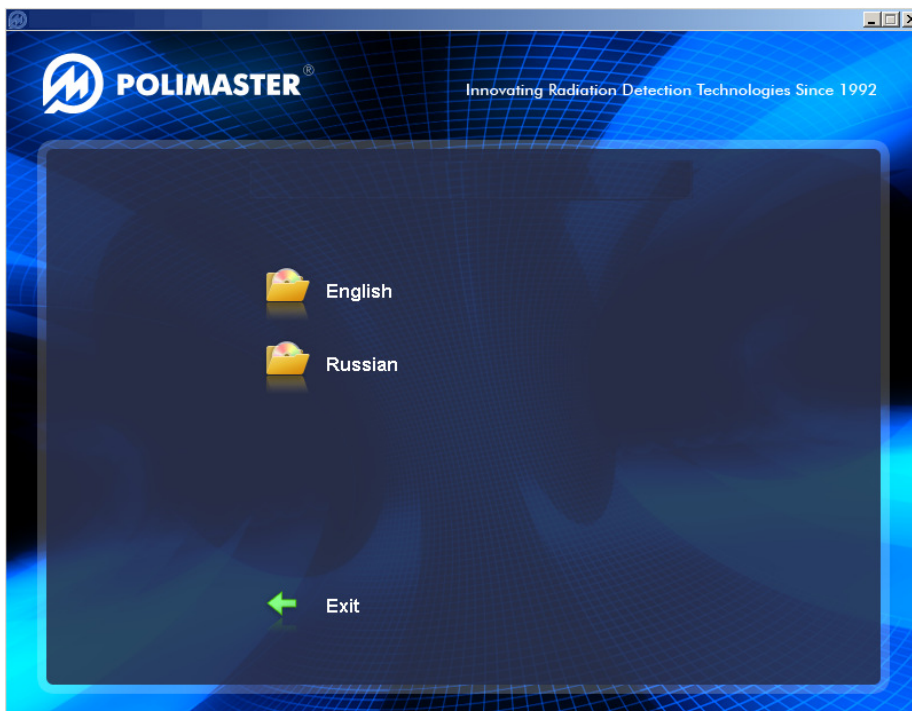 POLIMASTER®
Innovating Radiation Detection Technologies Since 1992
English
Russian
Exit